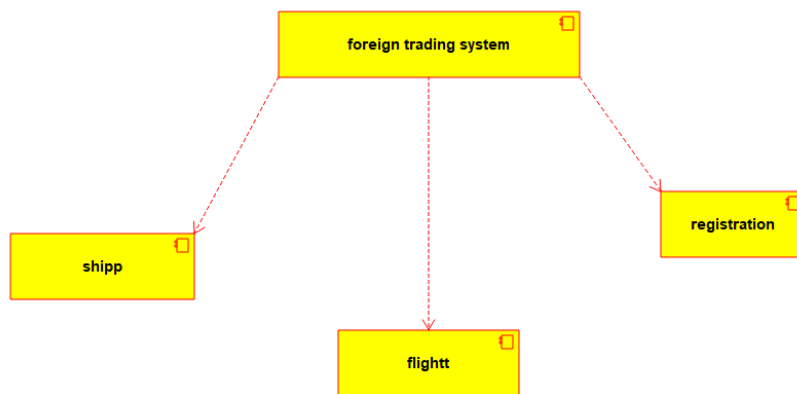 foreign trading system
registration
shipp
flightt